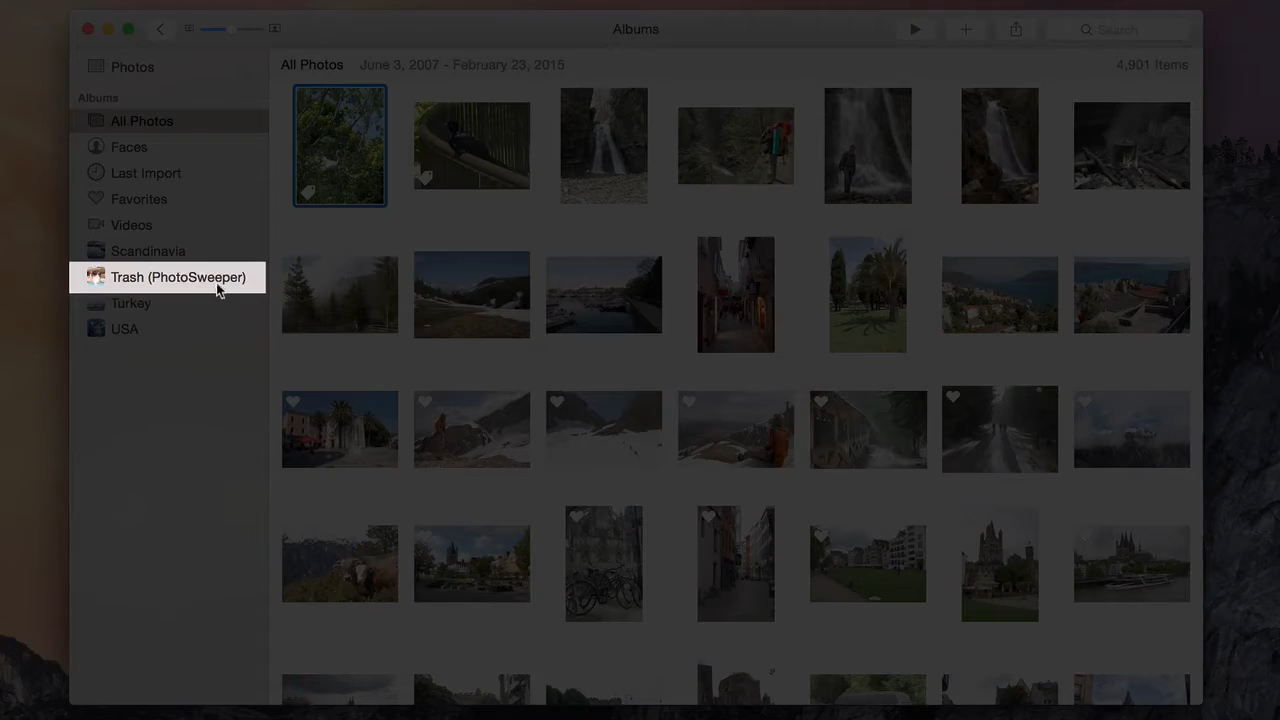 Albums
Search
Photos
All Photos June 3, 2007 - February 23, 2015
4,901 Items
Albums
All Photos
Faces
Last Import
Favorites
Videos
Scandinavia
Trash (PhotoSweeper)
Turkey
USA